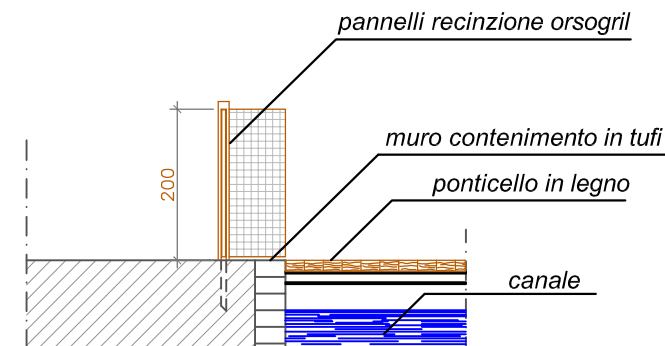 pannelli recinzione orsogril
muro contenimento in tufi
ponticello in legno
200
canale